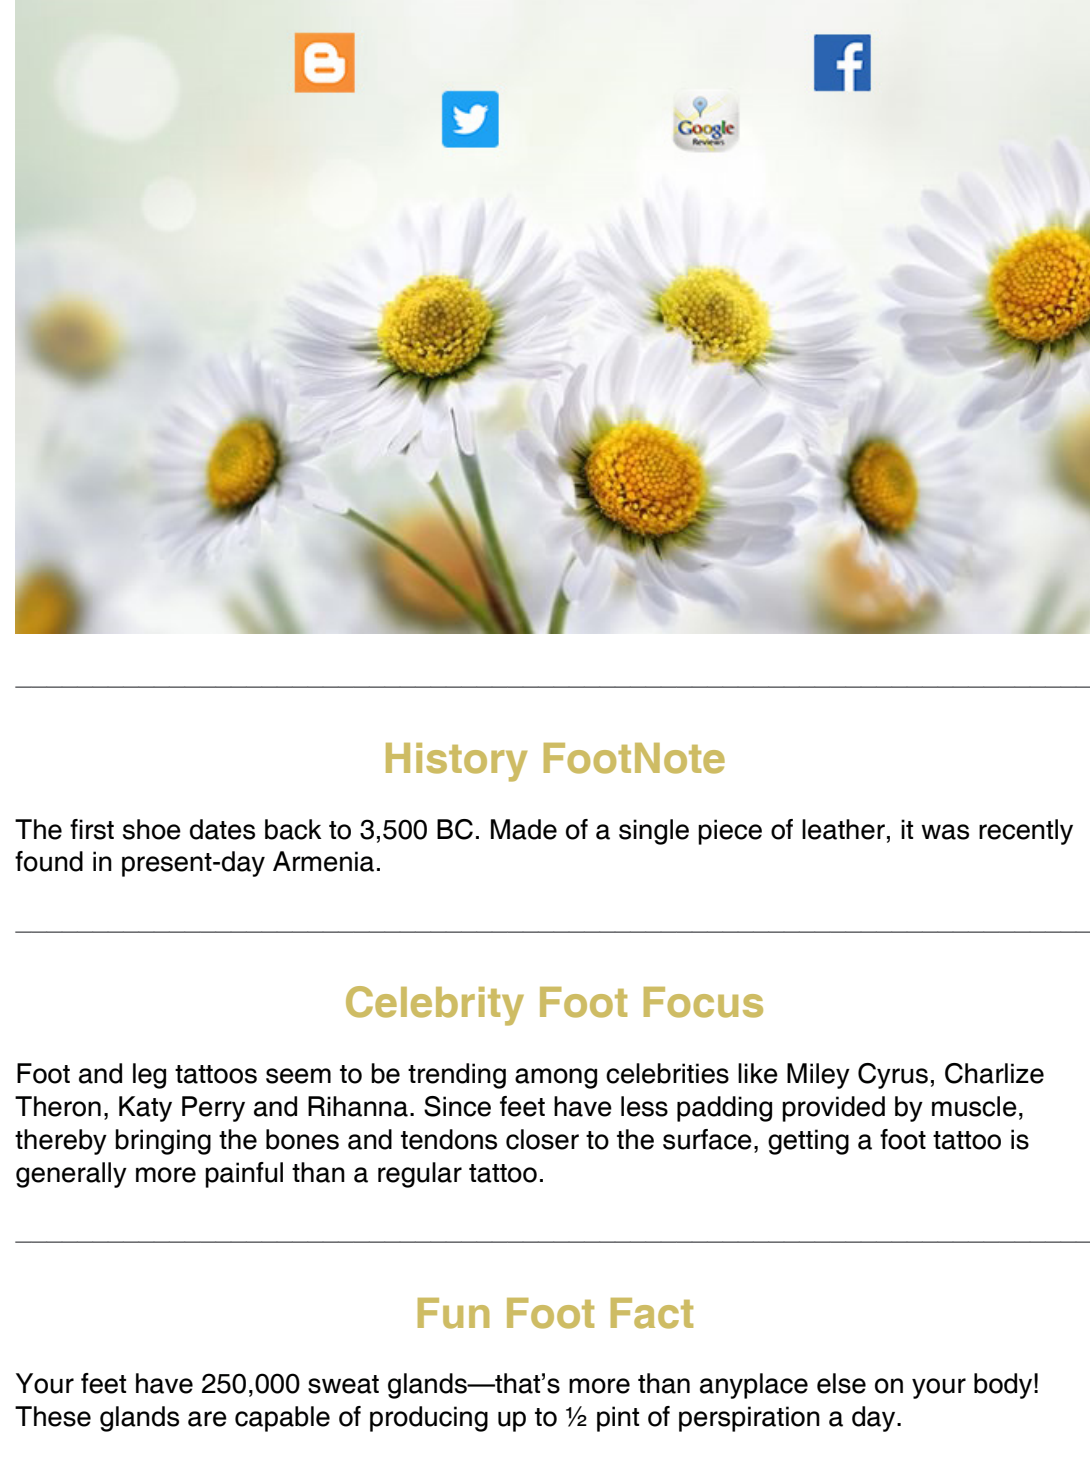 Google
Reviews
History FootNote
The first shoe dates back to 3,500 BC. Made of a single piece of leather, it was recently
found in present-day Armenia.
Celebrity Foot Focus
Foot and leg tattoos seem to be trending among celebrities like Miley Cyrus, Charlize
Theron, Katy Perry and Rihanna. Since feet have less padding provided by muscle,
thereby bringing the bones and tendons closer to the surface, getting a foot tattoo is
generally more painful than a regular tattoo.
Fun Foot Fact
Your feet have 250,000 sweat glands—that’s more than anyplace else on your body!
These glands are capable of producing up to ½ pint of perspiration a day.